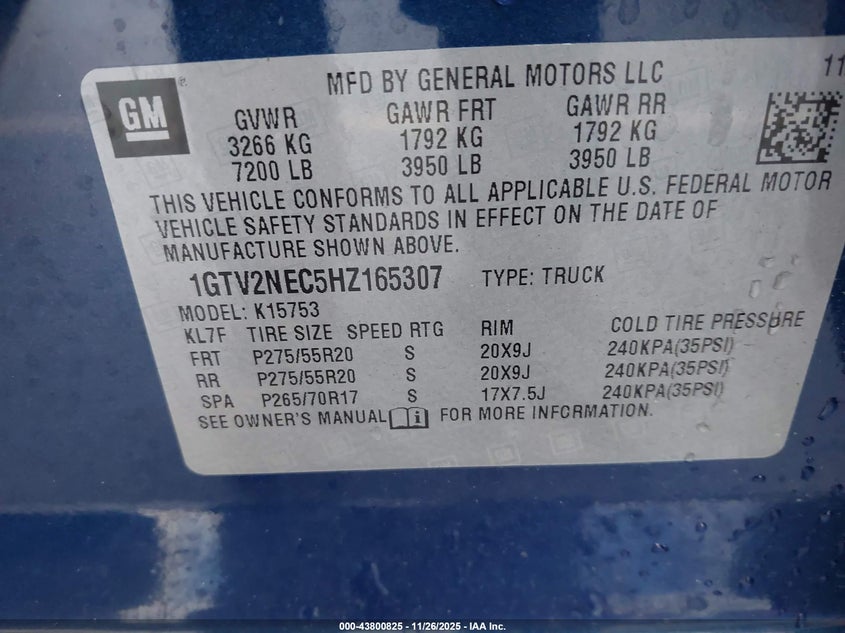 MFD BY GENERAL MOTORS LLC 11
GM ®
GVWR GAWR FRT GAWR RR
3266 KG 1792 KG 1792 KG
7200 LB 3950 LB 3950 LB
THIS VEHICLE CONFORMS TO ALL APPLICABLE U.S. FEDERAL MOTOR
VEHICLE SAFETY STANDARDS IN EFFECT ON THE DATE OF
MANUFACTURE SHOWN ABOVE.
1GTV2NEC5HZ165307 TYPE: TRUCK
MODEL: K15753
KL7F TIRE SIZE SPEED RTG RIM COLD TIRE PRESSURE
FRT P275/55R20 S 20X9J 240KPA(35PSI)
RR P275/55R20 S 20X9J 240KPA(35PSI)
SPA P265/70R17 S 17X7.5J 240KPA(35PSI)
SEE OWNER'S MANUAL FOR MORE INFORMATION.
000-43800825 - 11/26/2025 - IAA Inc.